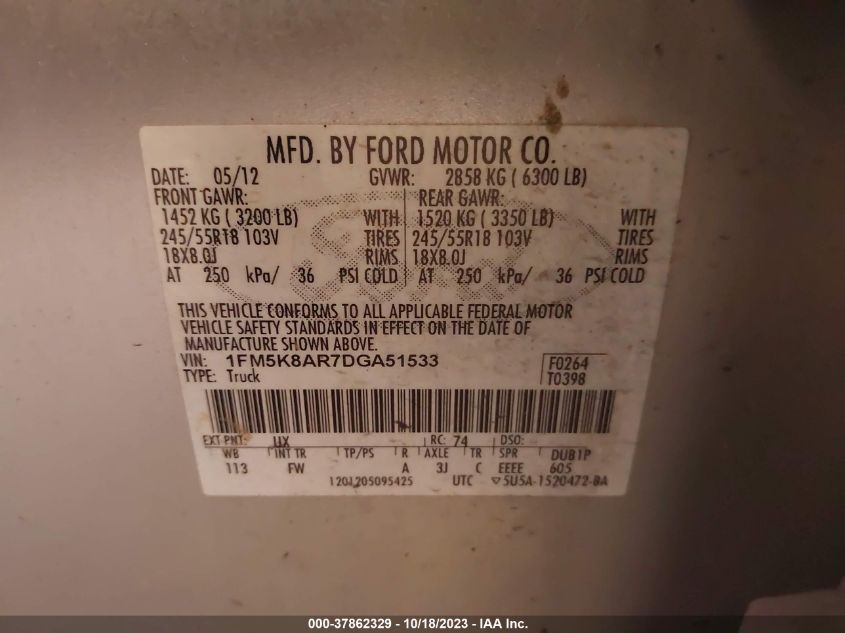 MFD. BY FORD MOTOR CO.
DATE: 05/12 GVWR: 2858 KG ( 6300 LB)
FRONT GAWR: REAR GAWR:
1452 KG ( 3200 LB) WITH 1520 KG ( 3350 LB) WITH
245/55R18 103V TIRES 245/55R18 103V TIRES
18X8.0J RIMS 18X8.0J RIMS
AT 250 kPa/ 36 PSI COLD AT 250 kPa/ 36 PSI COLD
THIS VEHICLE CONFORMS TO ALL APPLICABLE FEDERAL MOTOR
VEHICLE SAFETY STANDARDS IN EFFECT ON THE DATE OF
MANUFACTURE SHOWN ABOVE.
VIN: 1FM5K8AR7DGA51533 F0264
TYPE: Truck T0398
EXT PNT: UX RC: 74 DSO:
WB INT TR TP/PS R AXLE TR SPR DUB1P
113 FW A 3J C EEEE 605
120J205095425 UTC 5U5A-1520472-BA
000-37862329 - 10/18/2023 - IAA Inc.